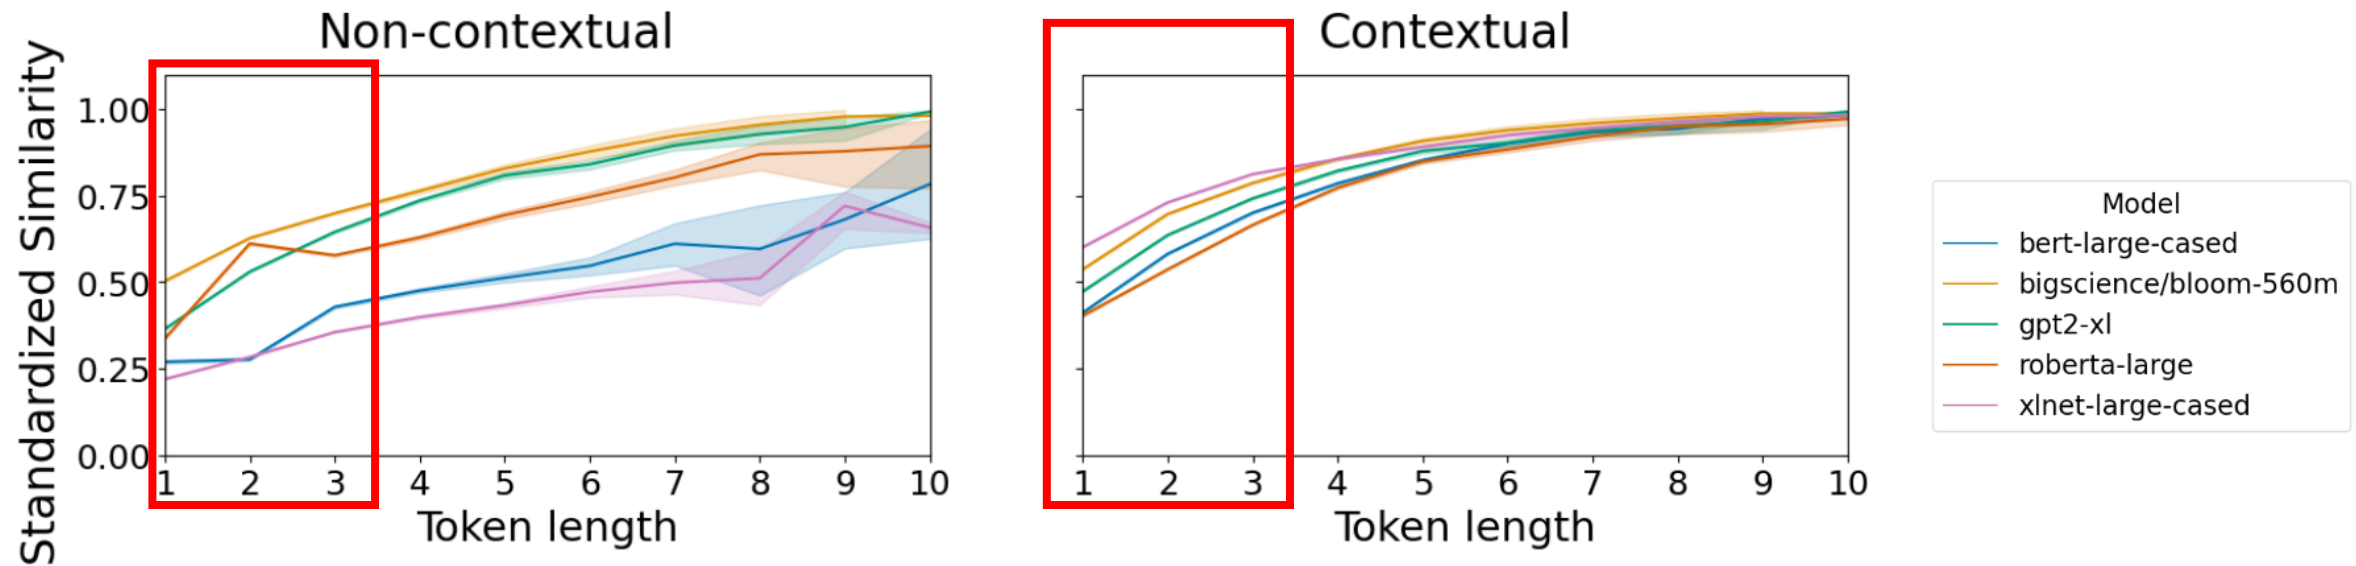 Non-contextual
Contextual
Standardized Similarity
1.00
0.75
0.50
0.25
0.00
1 2 3 4 5 6 7 8 9 10
Token length
1 2 3 4 5 6 7 8 9 10
Token length
Model
bert-large-cased
bigscience/bloom-560m
gpt2-xl
roberta-large
xlnet-large-cased